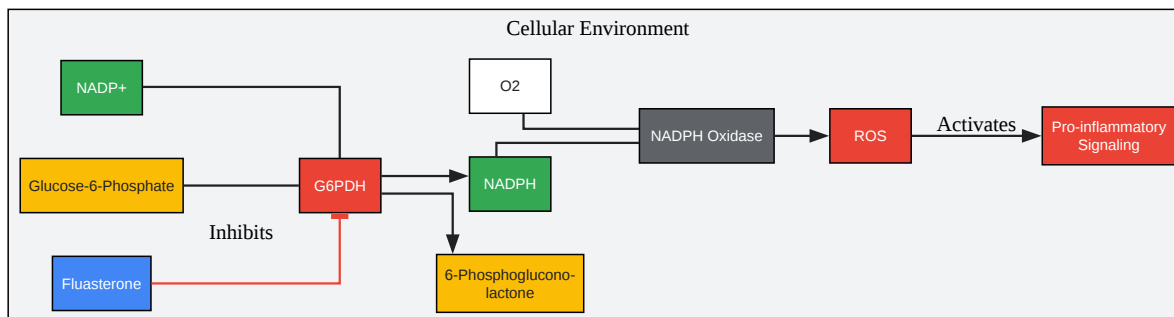 Cellular Environment
NADP+
O2
NADPH Oxidase
ROS
Activates
Pro-inflammatory
Signaling
Glucose-6-Phosphate
G6PDH
NADPH
Inhibits
Fluasterone
6-Phosphoglucono-
lactone